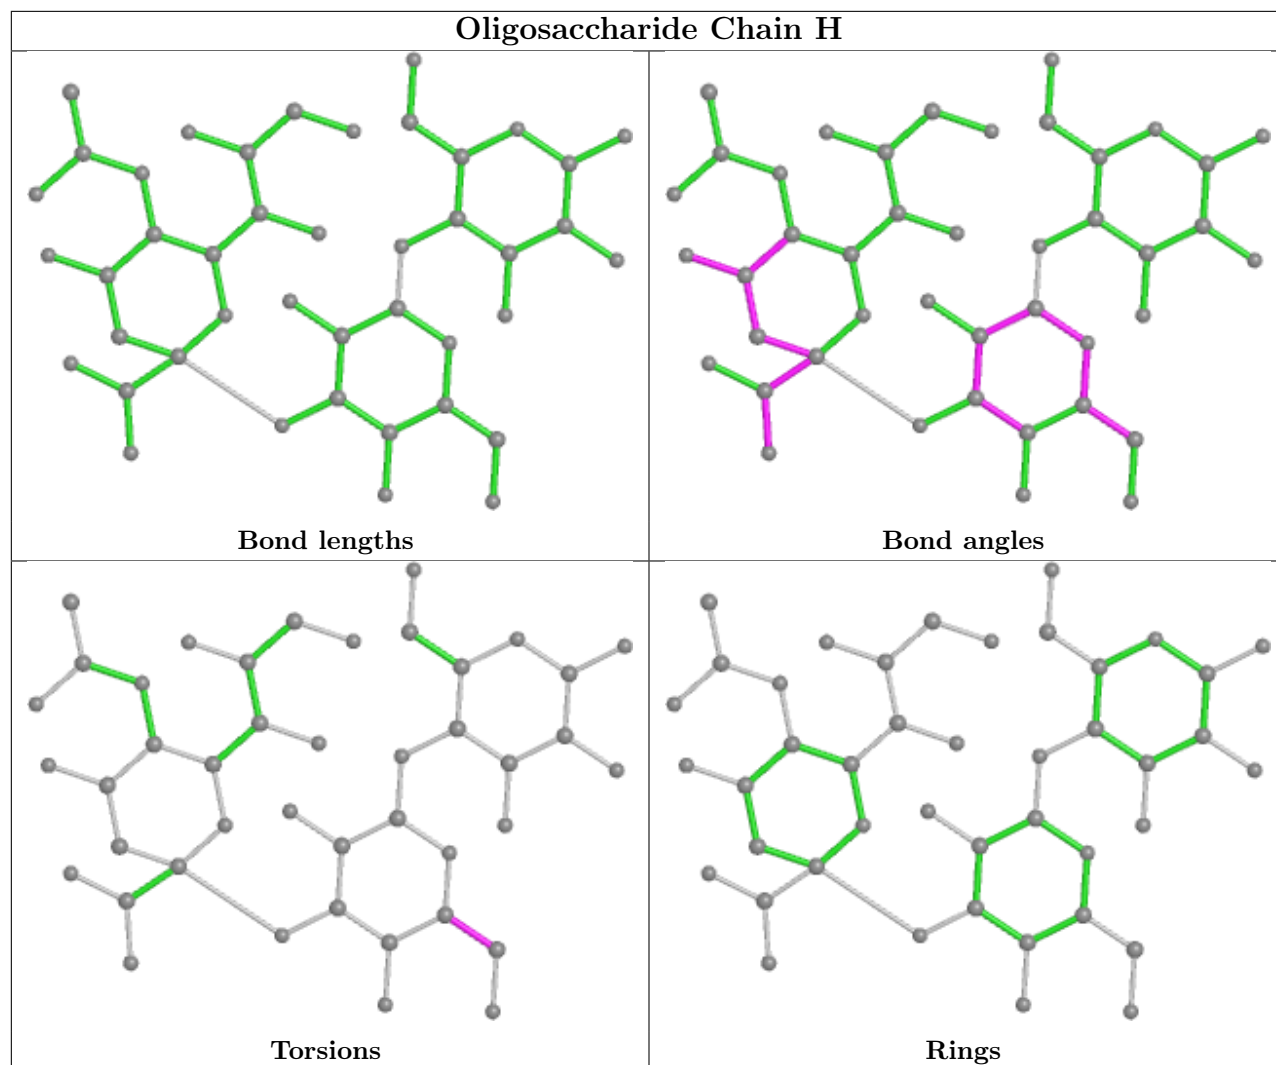 Oligosaccharide Chain H
Bond lengths
Bond angles
Torsions
Rings